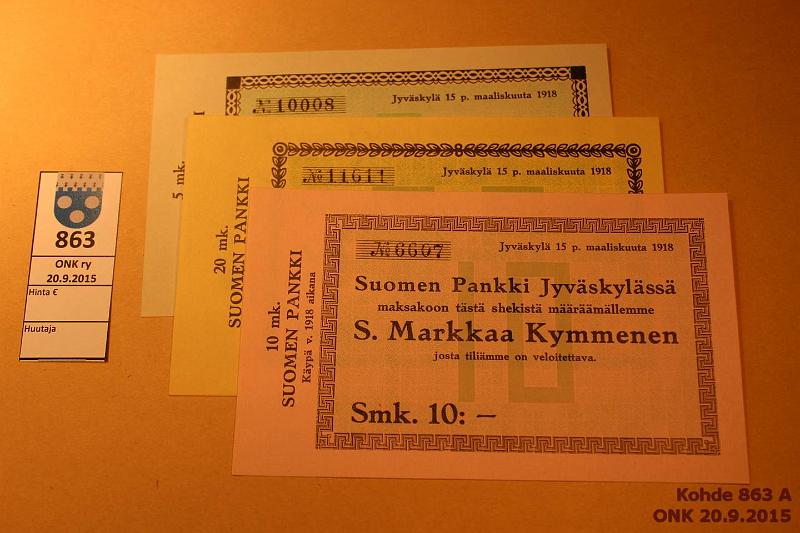 863
ONK ry
20.9.2015
Hinta €
Huutaja
№10008
Jyväskylä 15 p. maaliskuuta 1918
5 mk.
№11611
Jyväskylä 15 p. maaliskuuta 1918
20 mk.
SUOMEN PANKKI
№6607
Jyväskylä 15 p. maaliskuuta 1918
10 mk.
SUOMEN PANKKI
Käypä v. 1918 aikana
10
Suomen Pankki Jyväskylässä
maksakoon tästä shekistä määräämällemme
S. Markkaa Kymmenen
josta tiliämme on veloitettava.
Smk. 10: —
Kohde 863 A
ONK 20.9.2015